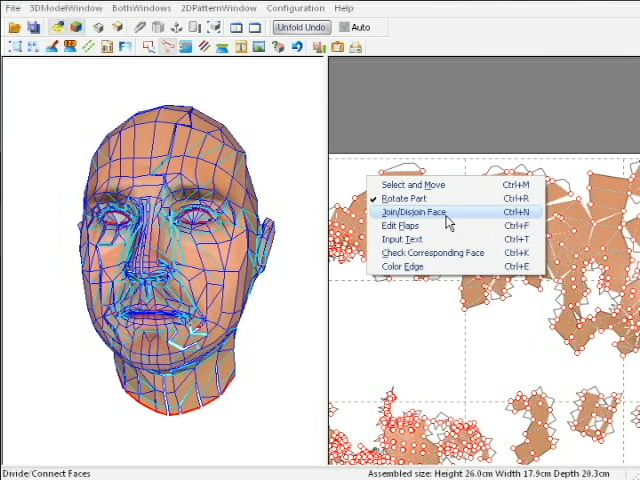 File 3DModelWindow BothWindows 2DPatternWindow Configuration Help
Unfold Undo Auto
Select and Move Ctrl+M
Rotate Part Ctrl+R
Join/Disjoin Face Ctrl+N
Edit Flaps Ctrl+F
Input Text Ctrl+T
Check Corresponding Face Ctrl+K
Color Edge Ctrl+E
Divide/Connect Faces Assembled size: Height 26.0cm Width 17.9cm Depth 20.3cm